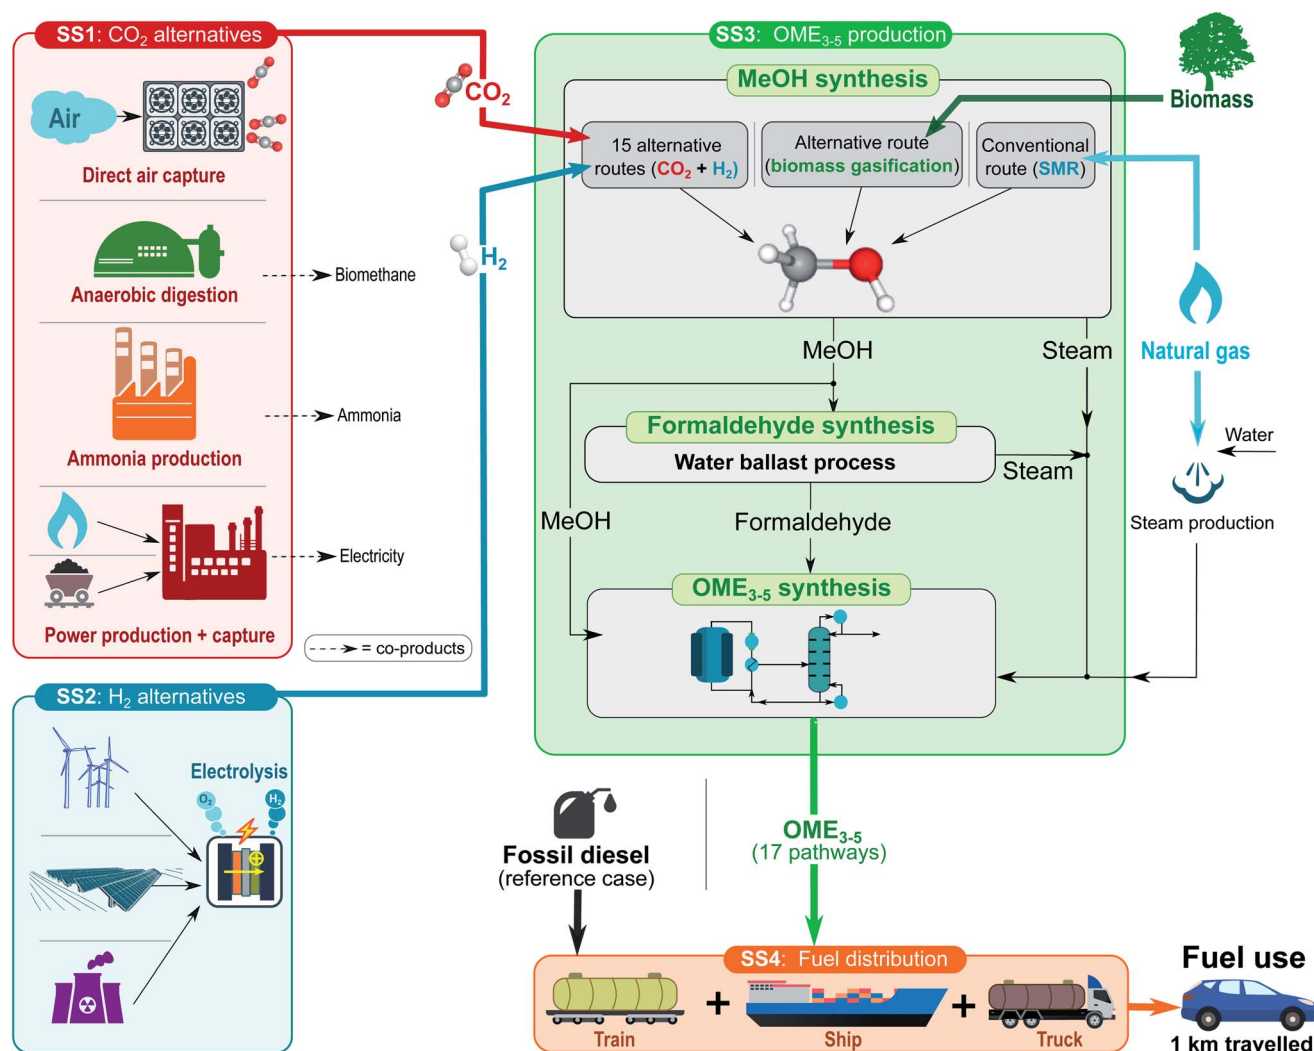 SS1: CO₂ alternatives
Air
Direct air capture
Anaerobic digestion
Biomethane
Ammonia production
Ammonia
Electricity
Power production + capture
= co-products
CO₂
H₂
SS2: H₂ alternatives
Electrolysis
O₂
H₂
SS3: OME₃₋₅ production
MeOH synthesis
15 alternative
routes (CO₂ + H₂)
Alternative route
(biomass gasification)
Conventional
route (SMR)
Biomass
Natural gas
Water
Steam production
MeOH
Steam
Formaldehyde synthesis
Water ballast process
Steam
MeOH
Formaldehyde
OME₃₋₅ synthesis
Fossil diesel
(reference case)
OME₃₋₅
(17 pathways)
SS4: Fuel distribution
Train
+
Ship
+
Truck
Fuel use
1 km travelled